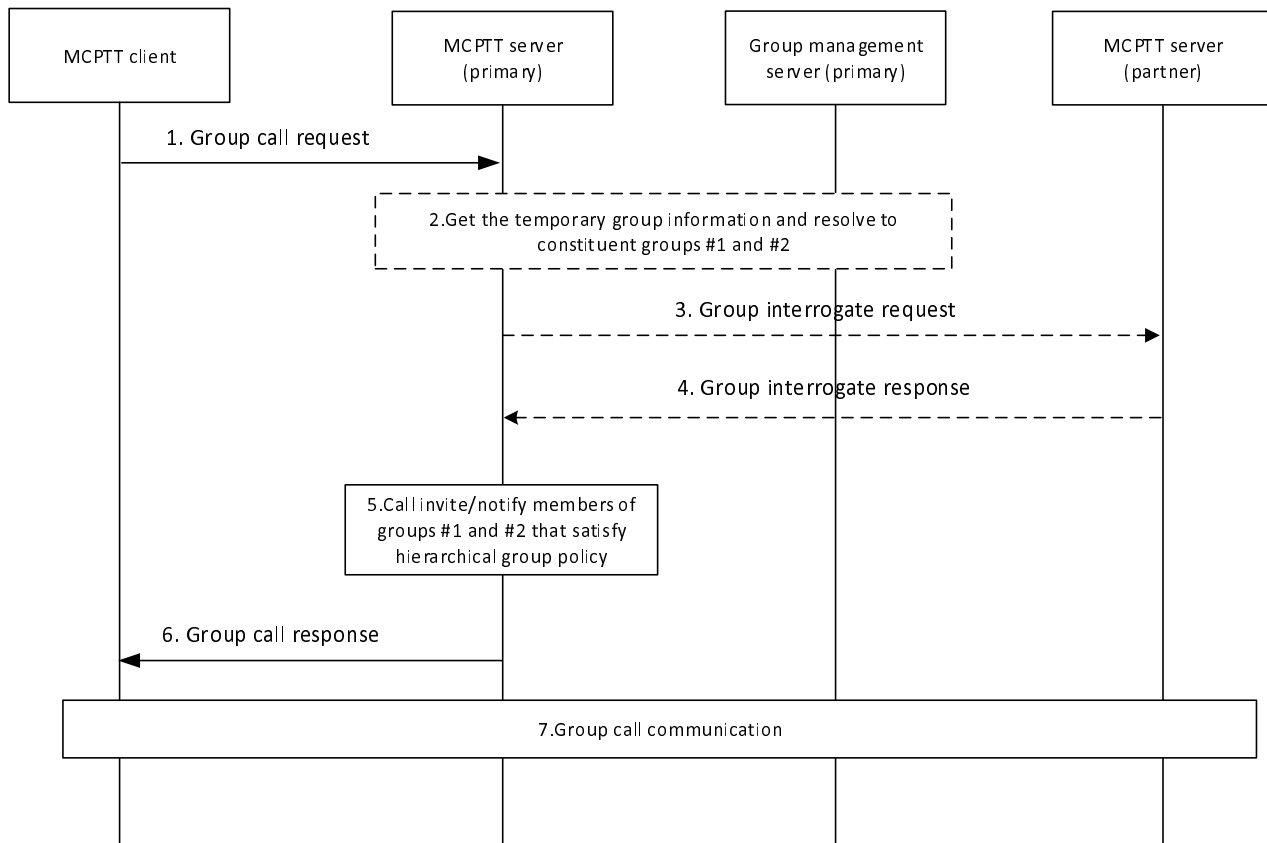 MCPTT client
MCPTT server
(primary)
Group management
server (primary)
MCPTT server
(partner)
1. Group call request
2.Get the temporary group information and resolve to
constituent groups #1 and #2
3. Group interrogate request
4. Group interrogate response
5.Call invite/notify members of
groups #1 and #2 that satisfy
hierarchical group policy
6. Group call response
7.Group call communication